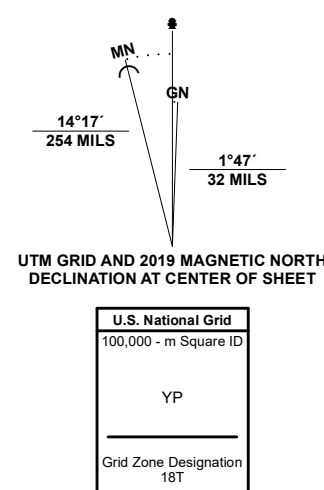 MN
GN
14°17´
254 MILS
1°47´
32 MILS
UTM GRID AND 2019 MAGNETIC NORTH
DECLINATION AT CENTER OF SHEET
U.S. National Grid
100,000 - m Square ID
YP
Grid Zone Designation
18T